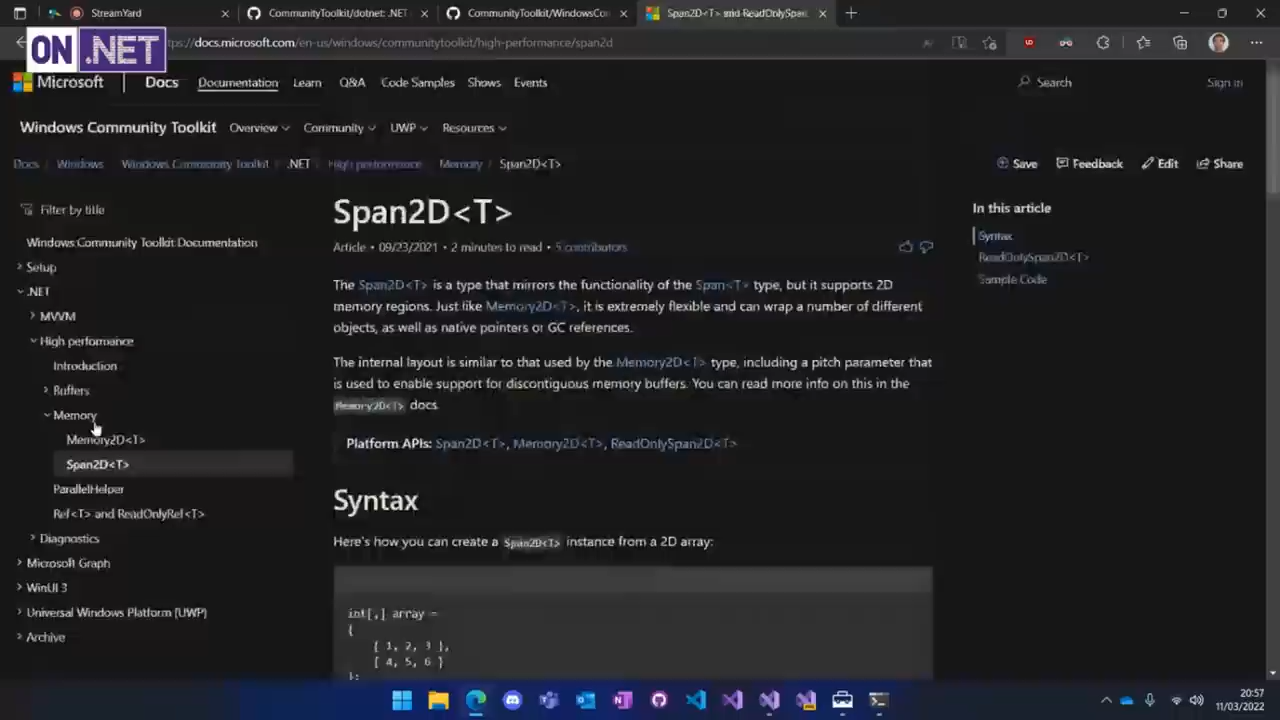 StreamYard
CommunityToolkit/dotnet: .NET
CommunityToolkit/WindowsCom
Span2D<T> and ReadOnlySpan
ON .NET
https://docs.microsoft.com/en-us/windows/communitytoolkit/high-performance/span2d
Microsoft
Docs
Documentation
Learn
Q&A
Code Samples
Shows
Events
Search
Sign in
Windows Community Toolkit
Overview
Community
UWP
Resources
Docs / Windows / Windows Community Toolkit / .NET / High performance / Memory / Span2D<T>
Save
Feedback
Edit
Share
Filter by title
Windows Community Toolkit Documentation
Setup
.NET
MVVM
High performance
Introduction
Buffers
Memory
Memory2D<T>
Span2D<T>
ParallelHelper
Ref<T> and ReadOnlyRef<T>
Diagnostics
Microsoft Graph
WinUI 3
Universal Windows Platform (UWP)
Archive
Span2D<T>
Article • 09/23/2021 • 2 minutes to read • 5 contributors
The Span2D<T> is a type that mirrors the functionality of the Span<T> type, but it supports 2D
memory regions. Just like Memory2D<T>, it is extremely flexible and can wrap a number of different
objects, as well as native pointers or GC references.
The internal layout is similar to that used by the Memory2D<T> type, including a pitch parameter that
is used to enable support for discontiguous memory buffers. You can read more info on this in the
Memory2D<T> docs.
Platform APIs: Span2D<T>, Memory2D<T>, ReadOnlySpan2D<T>
Syntax
Here's how you can create a Span2D<T> instance from a 2D array:
int[,] array =
{
{ 1, 2, 3 },
{ 4, 5, 6 }
};
In this article
Syntax
ReadOnlySpan2D<T>
Sample Code
20:57
11/03/2022